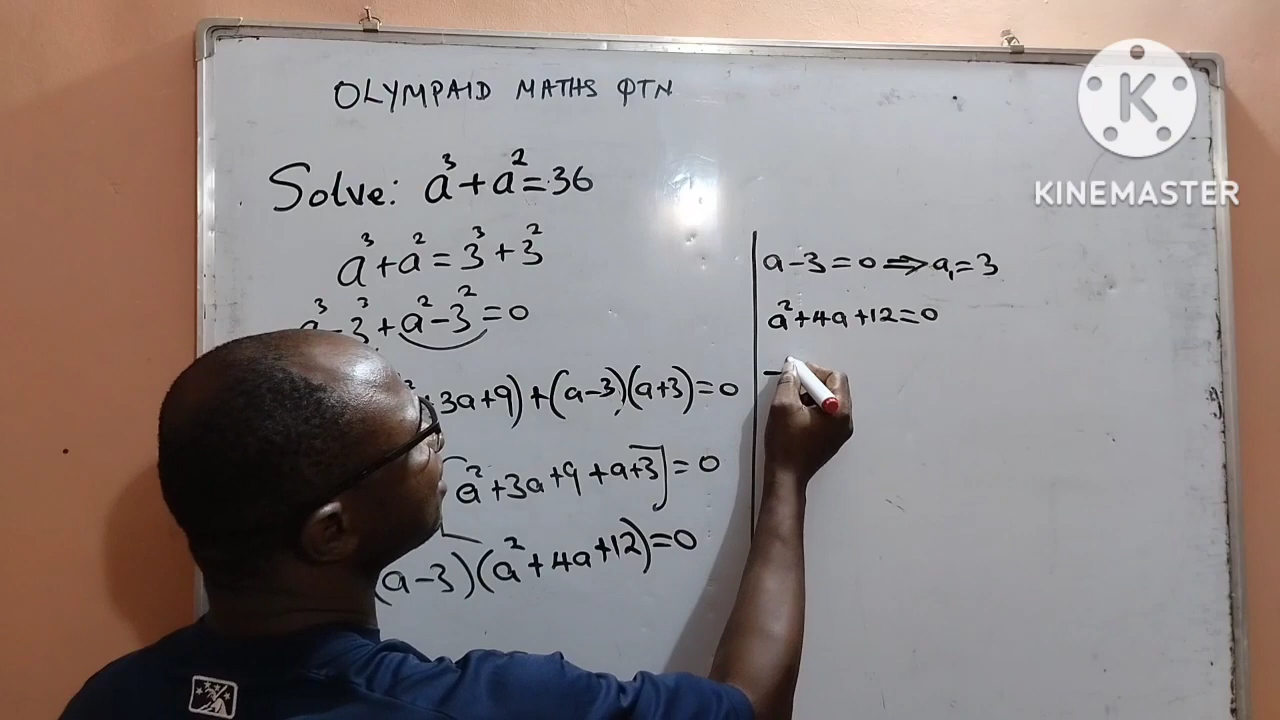 OLYMPAID MATHS QTN
Solve: a³+a²=36
a³+a²=3³+3²
a³-3³+a²-3²=0
3a+9)+(a-3)(a+3)=0
a²+3a+9+a+3]=0
(a-3)(a²+4a+12)=0
a-3=0⇒a₁=3
a²+4a+12=0
K
KINEMASTER